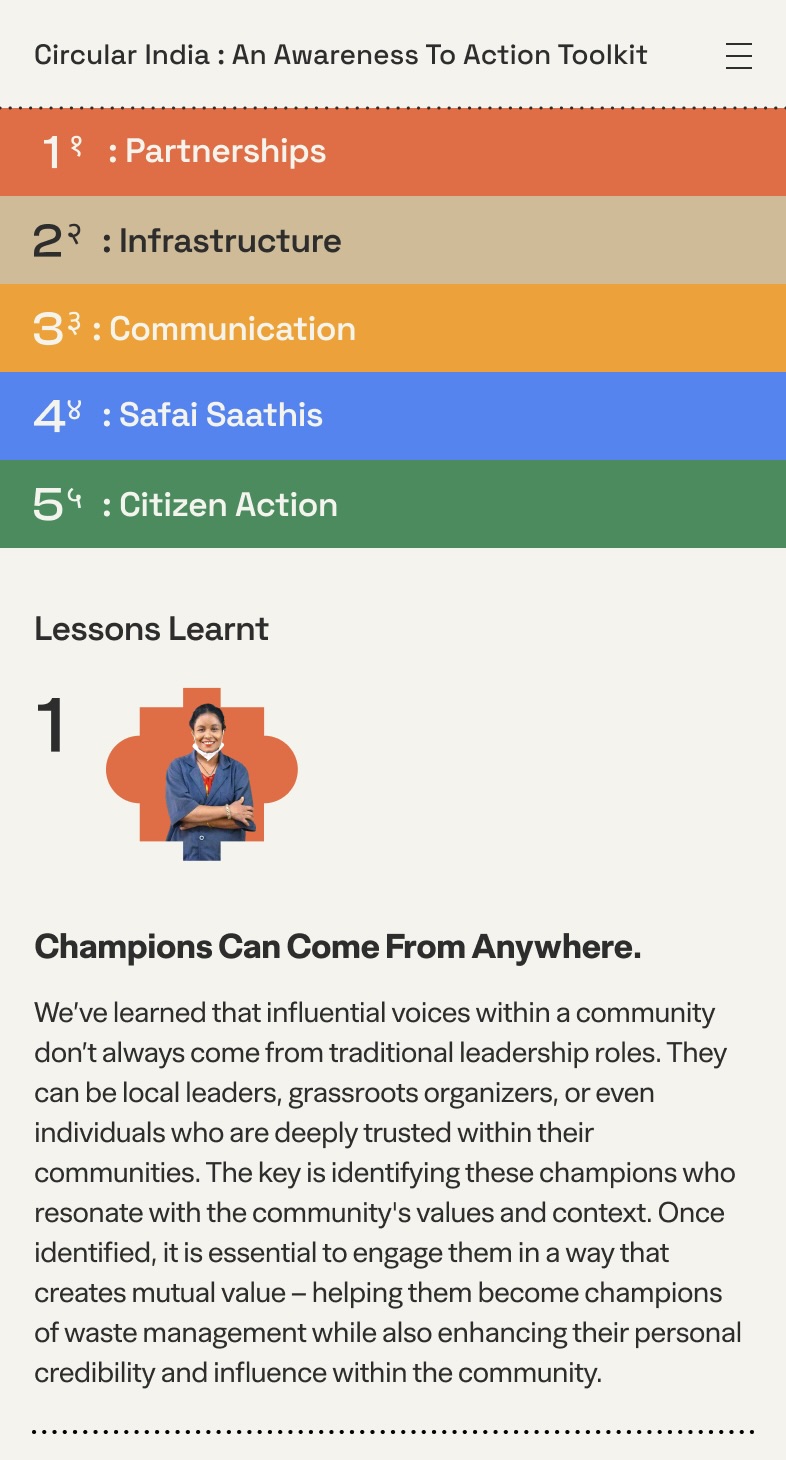 Circular India : An Awareness To Action Toolkit
1१ : Partnerships
2२ : Infrastructure
3३ : Communication
4४ : Safai Saathis
5५ : Citizen Action
Lessons Learnt
1
Champions Can Come From Anywhere.
We’ve learned that influential voices within a community
don’t always come from traditional leadership roles. They
can be local leaders, grassroots organizers, or even
individuals who are deeply trusted within their
communities. The key is identifying these champions who
resonate with the community's values and context. Once
identified, it is essential to engage them in a way that
creates mutual value – helping them become champions
of waste management while also enhancing their personal
credibility and influence within the community.